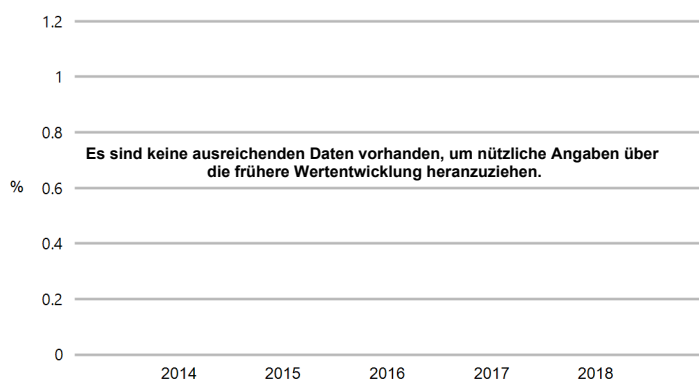 1.2
1
0.8
Es sind keine ausreichenden Daten vorhanden, um nützliche Angaben über
die frühere Wertentwicklung heranzuziehen.
%
0.6
0.4
0.2
0
2014 2015 2016 2017 2018